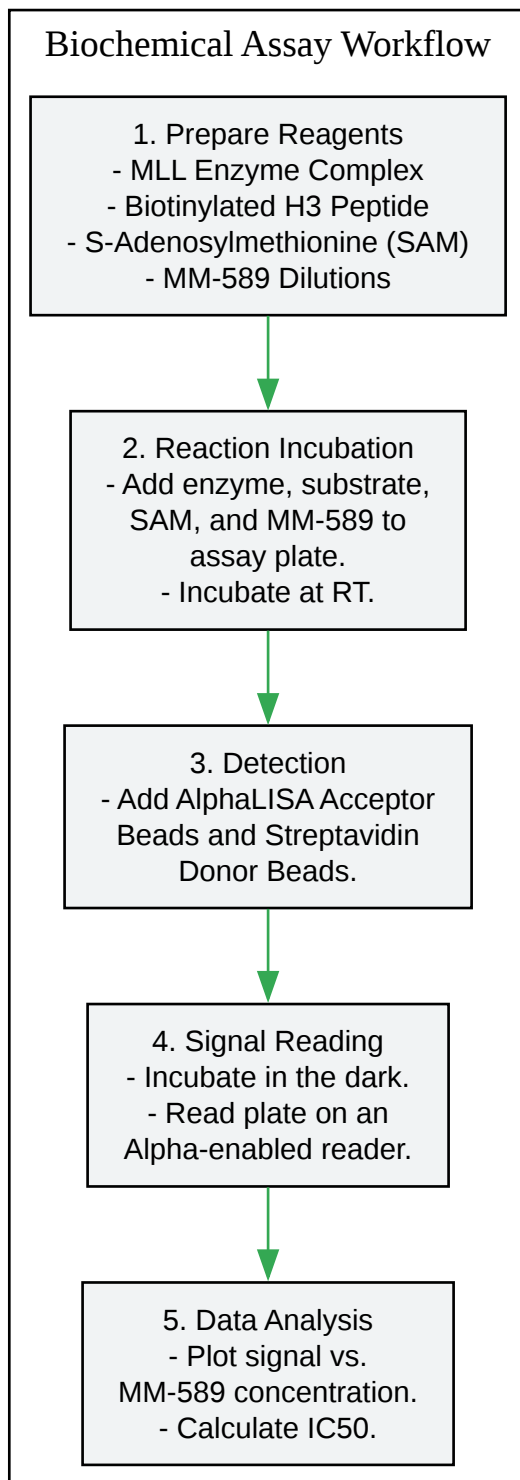 Biochemical Assay Workflow
1. Prepare Reagents
- MLL Enzyme Complex
- Biotinylated H3 Peptide
- S-Adenosylmethionine (SAM)
- MM-589 Dilutions
2. Reaction Incubation
- Add enzyme, substrate,
SAM, and MM-589 to
assay plate.
- Incubate at RT.
3. Detection
- Add AlphaLISA Acceptor
Beads and Streptavidin
Donor Beads.
4. Signal Reading
- Incubate in the dark.
- Read plate on an
Alpha-enabled reader.
5. Data Analysis
- Plot signal vs.
MM-589 concentration.
- Calculate IC50.